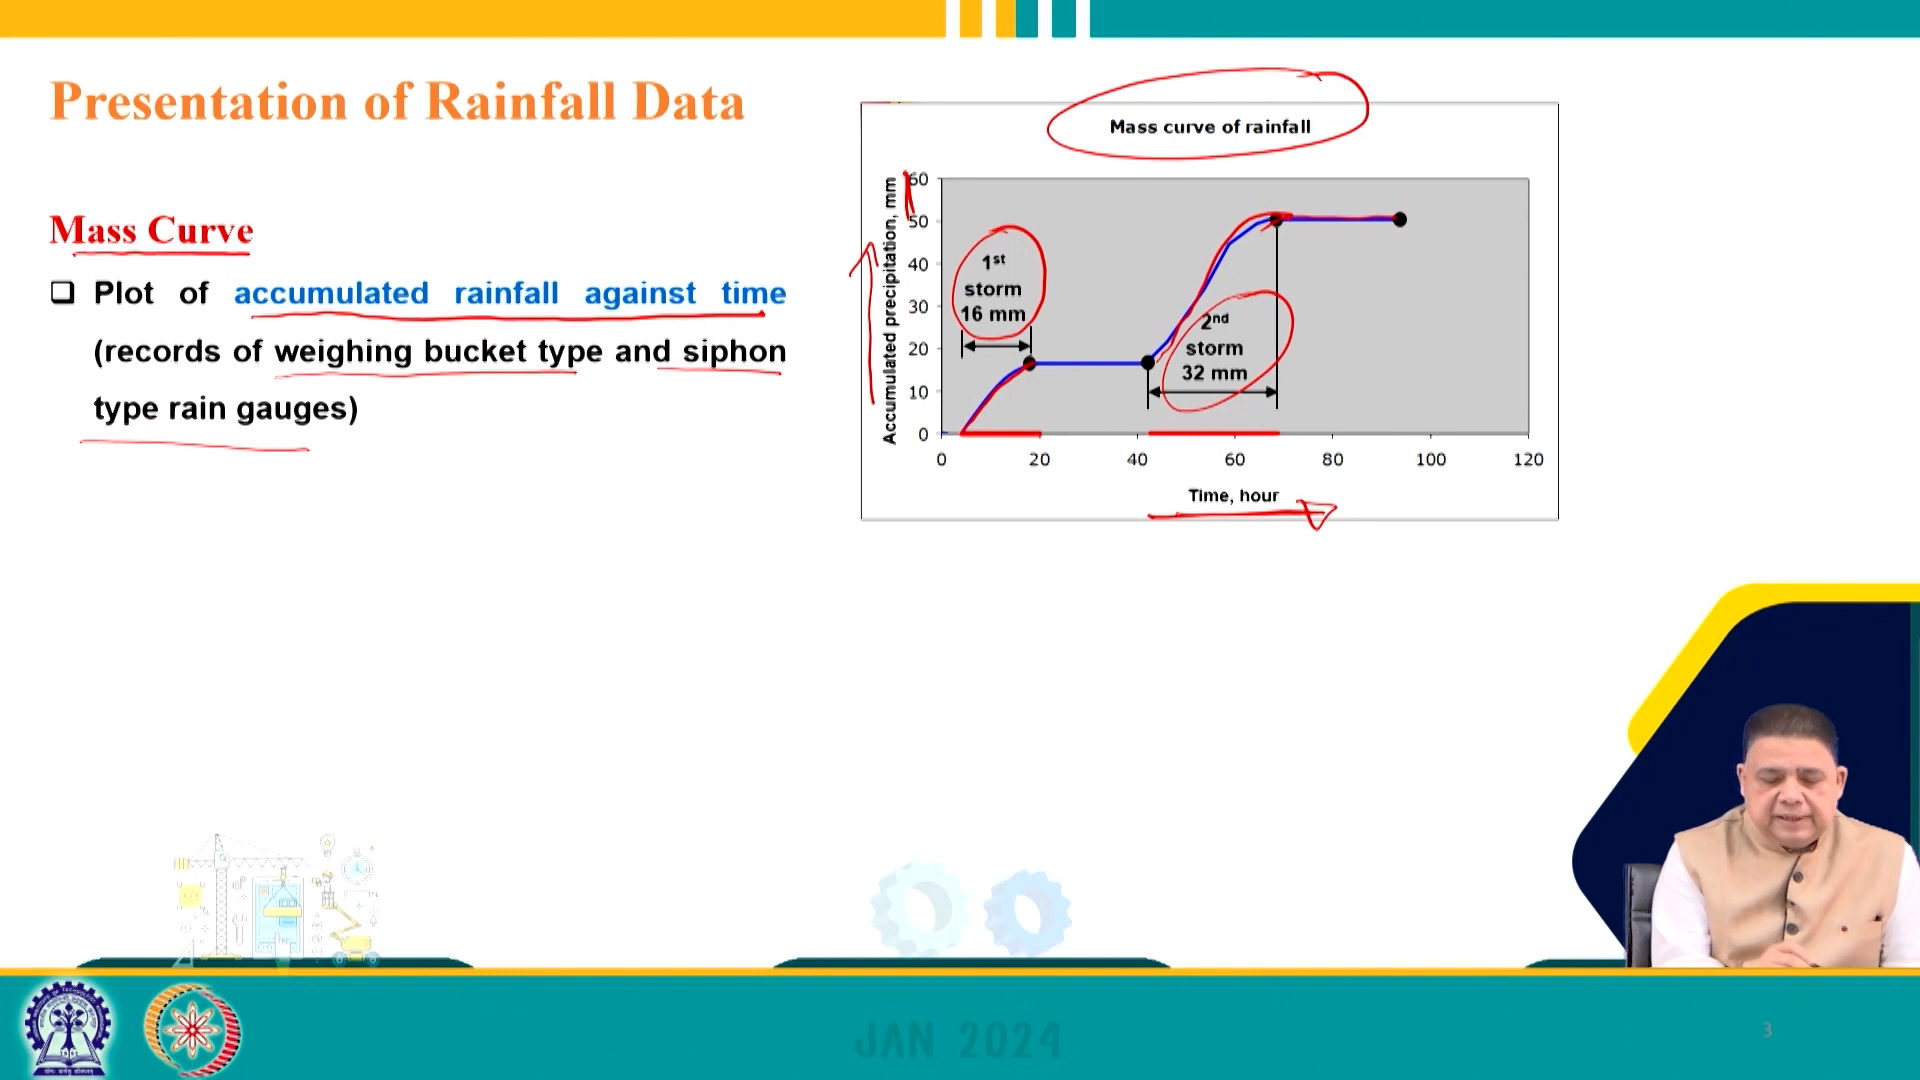 Presentation of Rainfall Data
Mass Curve
Plot of accumulated rainfall against time
(records of weighing bucket type and siphon
type rain gauges)
Mass curve of rainfall
Accumulated precipitation, mm
60
50
40
30
20
10
0
1st
storm
16 mm
2nd
storm
32 mm
0 20 40 60 80 100 120
Time, hour
JAN 2024
3